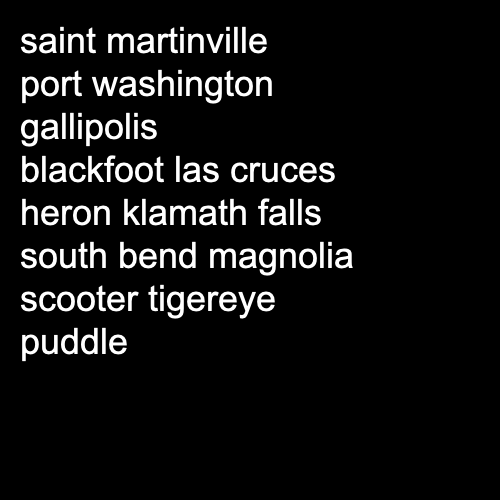 saint martinville
port washington
gallipolis
blackfoot las cruces
heron klamath falls
south bend magnolia
scooter tigereye
puddle